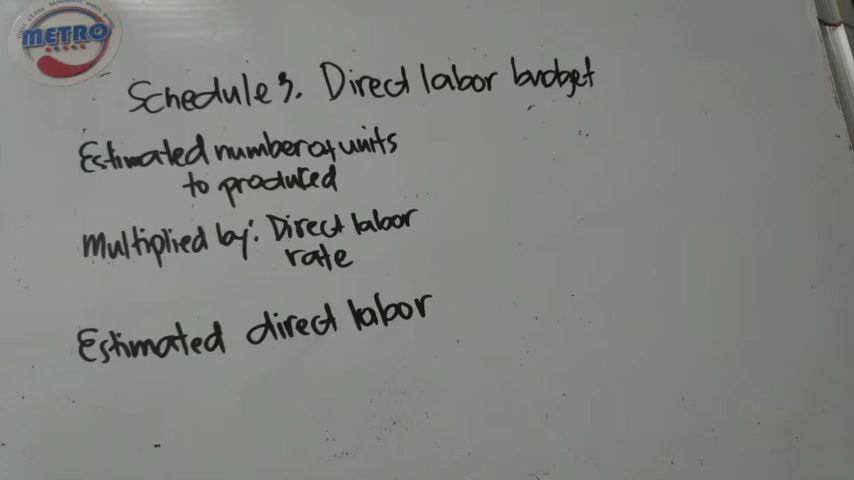 METRO
Schedule 3. Direct labor budget
Estimated number of units
to produced
Multiplied by: Direct labor
rate
Estimated direct labor